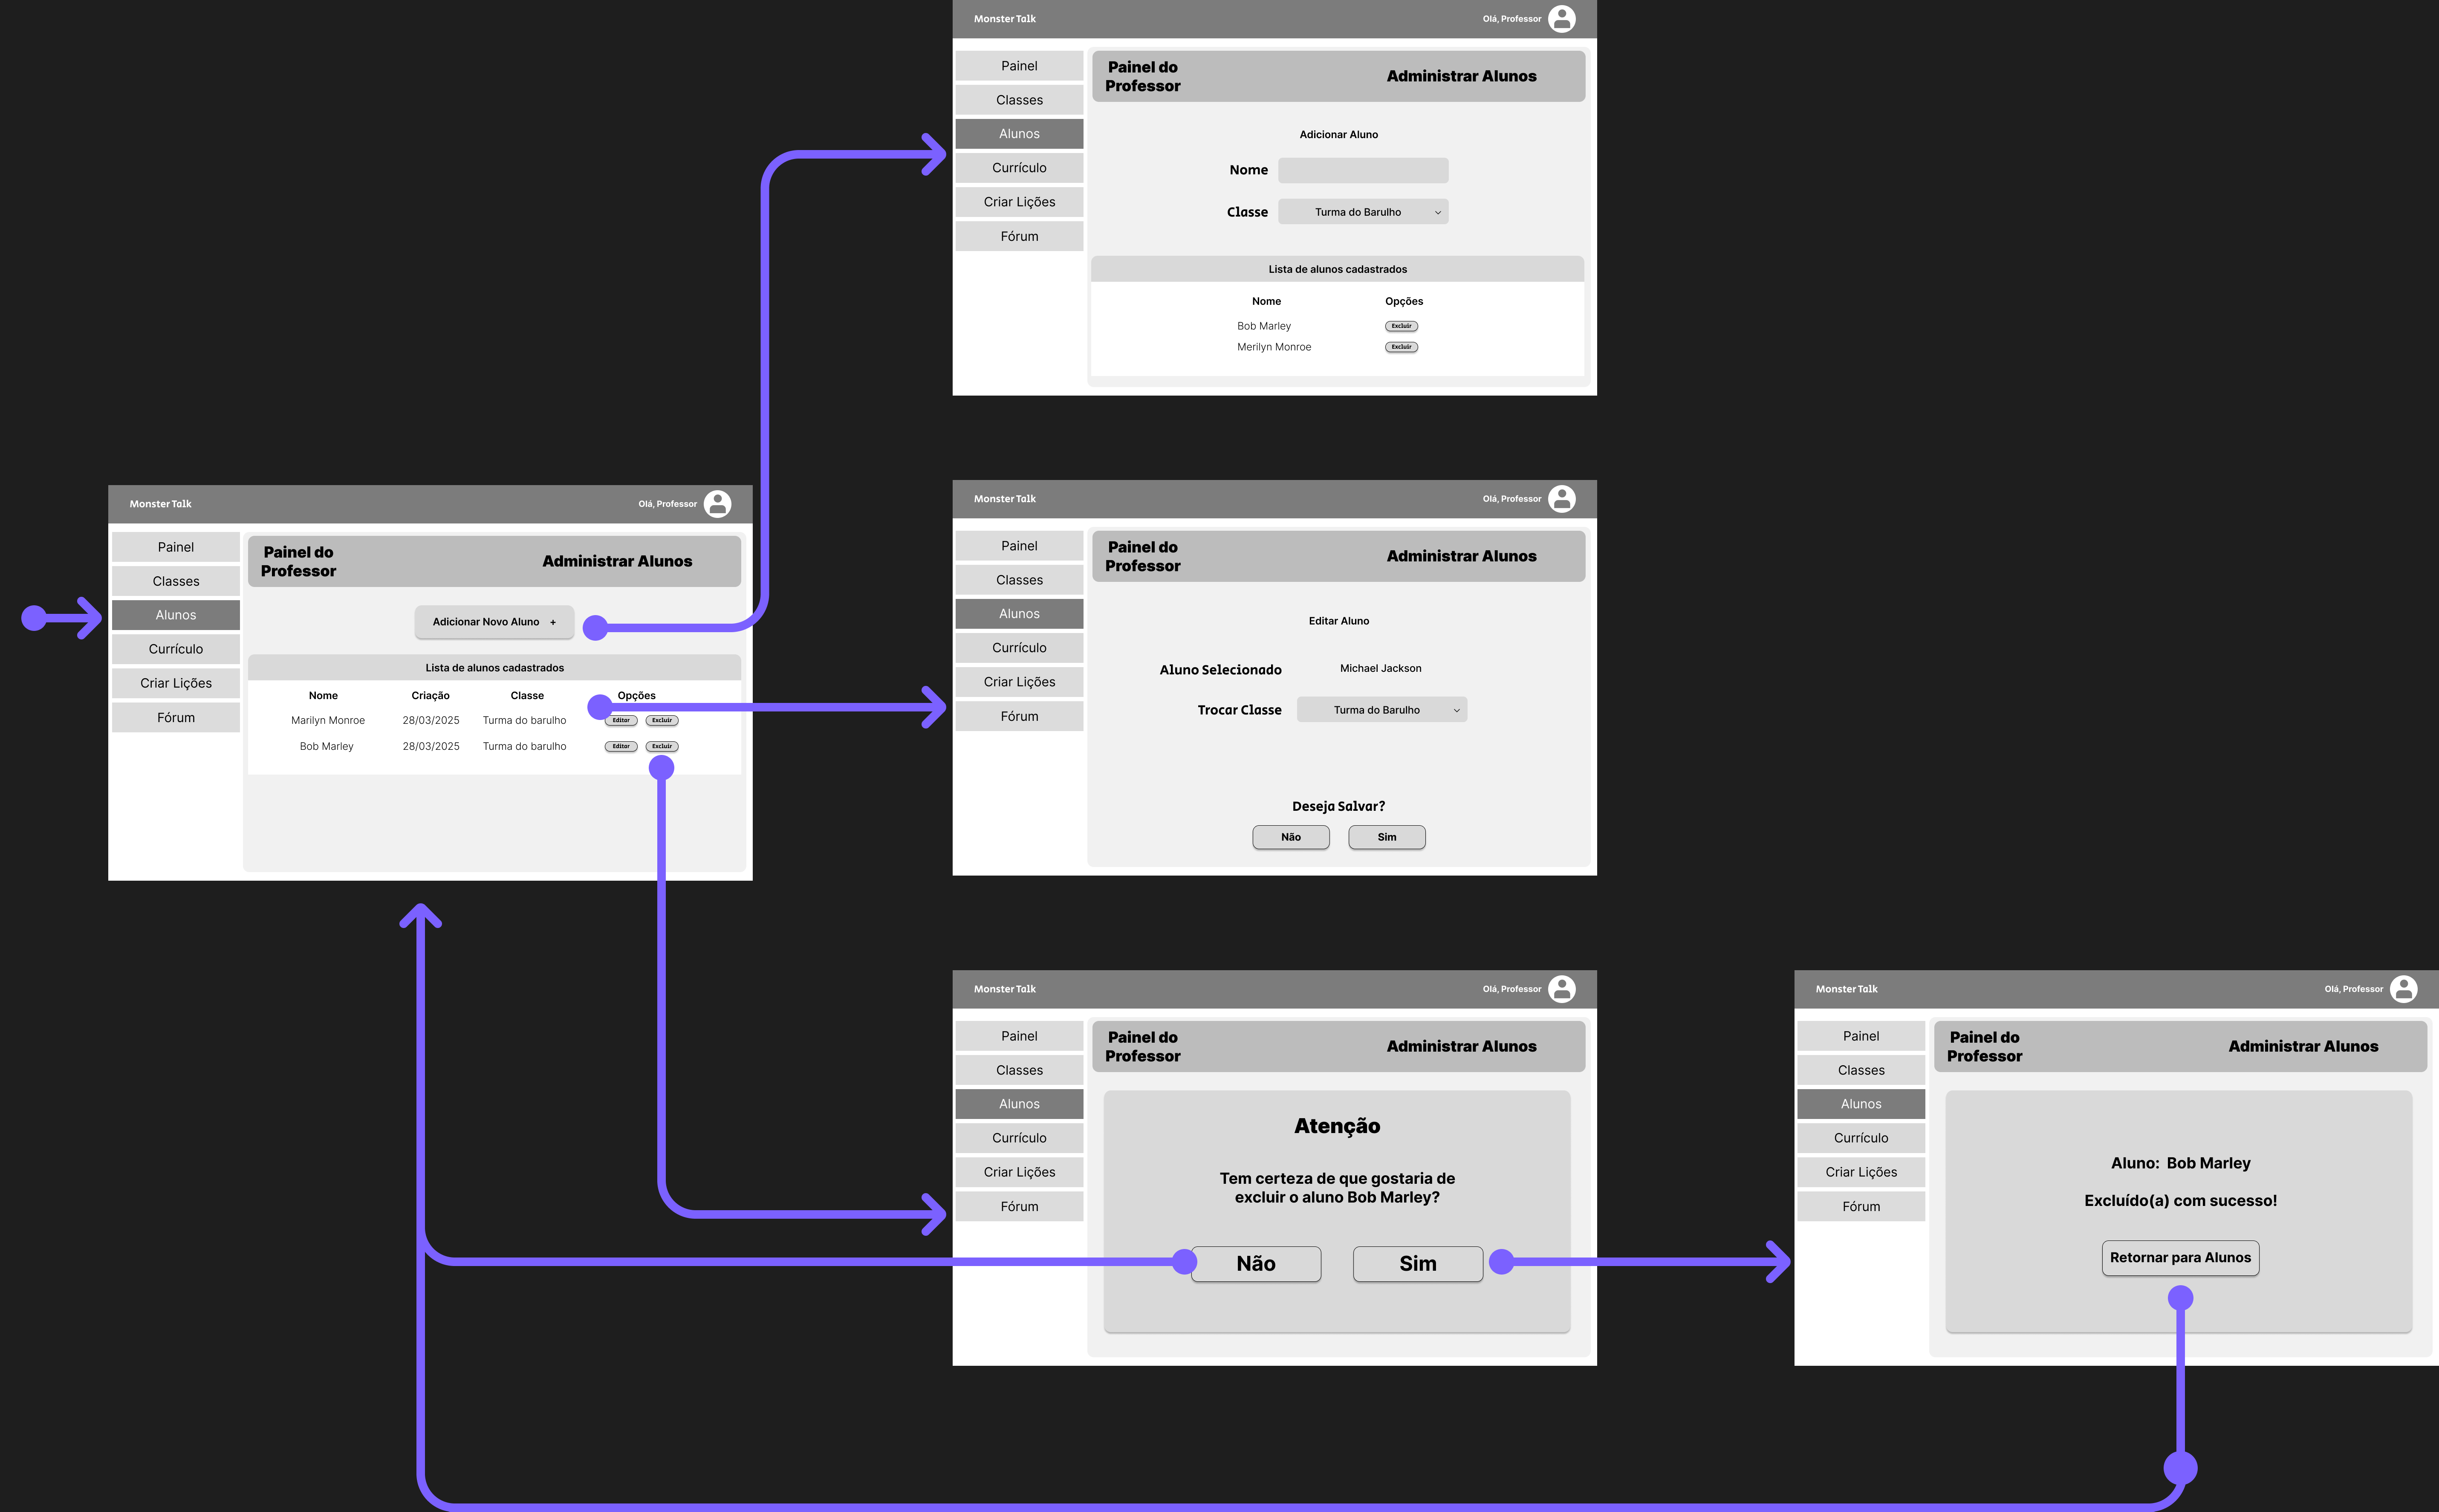 Monster Talk
Olá, Professor
Painel
Classes
Alunos
Currículo
Criar Lições
Fórum
Painel do
Professor
Administrar Alunos
Adicionar Aluno
Nome
Classe
Turma do Barulho
Lista de alunos cadastrados
Nome Opções
Bob Marley Excluir
Merilyn Monroe Excluir
Monster Talk
Olá, Professor
Painel
Classes
Alunos
Currículo
Criar Lições
Fórum
Painel do
Professor
Administrar Alunos
Adicionar Novo Aluno +
Lista de alunos cadastrados
Nome Criação Classe Opções
Marilyn Monroe 28/03/2025 Turma do barulho Editar Excluir
Bob Marley 28/03/2025 Turma do barulho Editar Excluir
Monster Talk
Olá, Professor
Painel
Classes
Alunos
Currículo
Criar Lições
Fórum
Painel do
Professor
Administrar Alunos
Editar Aluno
Aluno Selecionado Michael Jackson
Trocar Classe Turma do Barulho
Deseja Salvar?
Não Sim
Monster Talk
Olá, Professor
Painel
Classes
Alunos
Currículo
Criar Lições
Fórum
Painel do
Professor
Administrar Alunos
Atenção
Tem certeza de que gostaria de
excluir o aluno Bob Marley?
Não Sim
Monster Talk
Olá, Professor
Painel
Classes
Alunos
Currículo
Criar Lições
Fórum
Painel do
Professor
Administrar Alunos
Aluno: Bob Marley
Excluído(a) com sucesso!
Retornar para Alunos